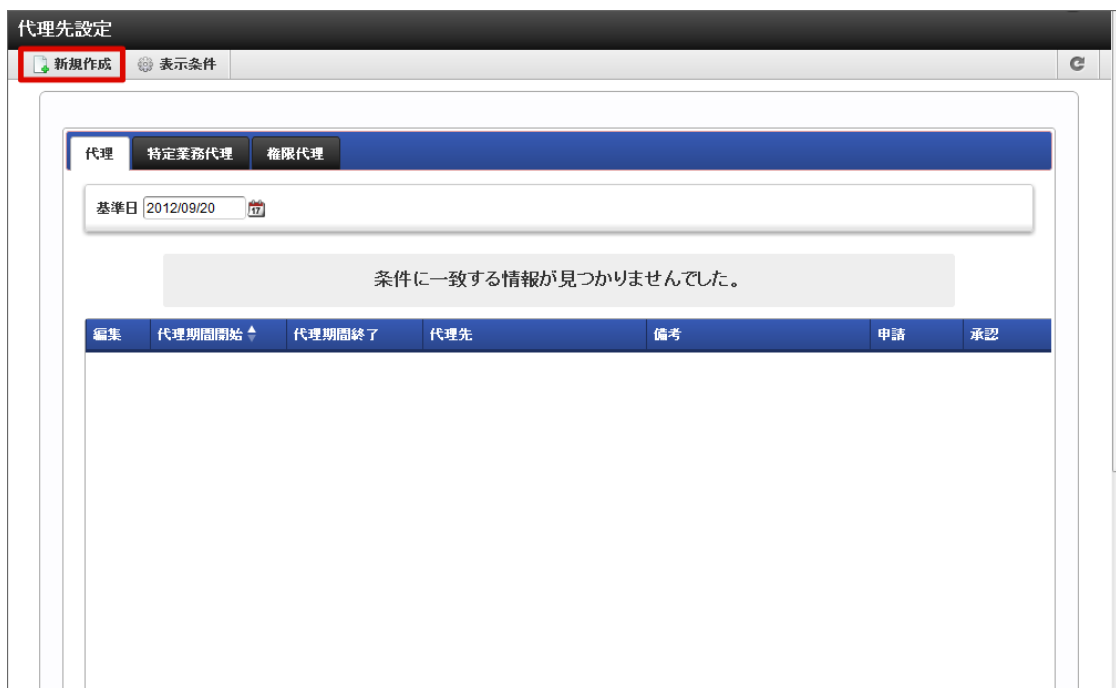 代理先設定
新規作成 表示条件
代理 特定業務代理 権限代理
基準日 2012/09/20 17
条件に一致する情報が見つかりませんでした。
編集 代理期間開始 代理期間終了 代理先 備考 申請 承認